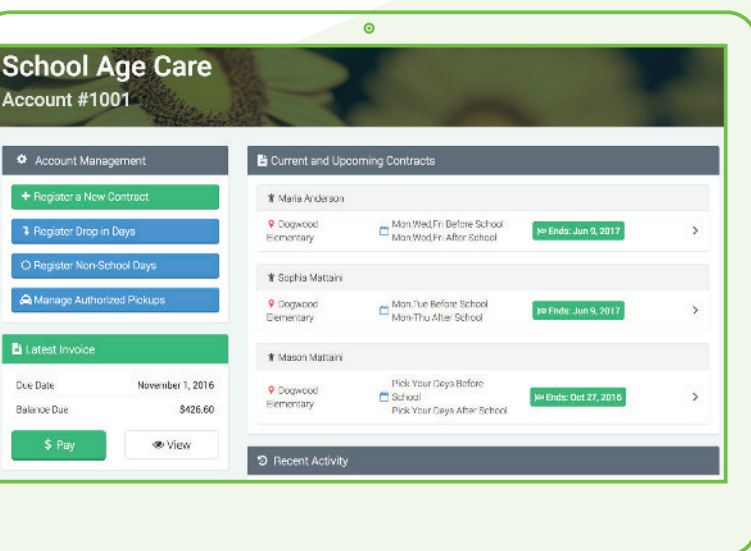 School Age Care
Account #1001
Account Management
+ Register a New Contract
Register Drop-in Days
Register Non-School Days
Manage Authorized Pickups
Latest Invoice
Due Date November 1, 2016
Balance Due $426.60
$ Pay
View
Current and Upcoming Contracts
Maria Anderson
Dogwood
Elementary
Mon,Wed,Fri Before School
Mon,Wed,Fri After School
Ends: Jun 9, 2017
Sophia Mattaini
Dogwood
Elementary
Mon,Tue Before School
Mon-Thu After School
Ends: Jun 9, 2017
Mason Mattaini
Dogwood
Elementary
Pick Your Days Before
School
Pick Your Days After School
Ends: Oct 27, 2016
Recent Activity